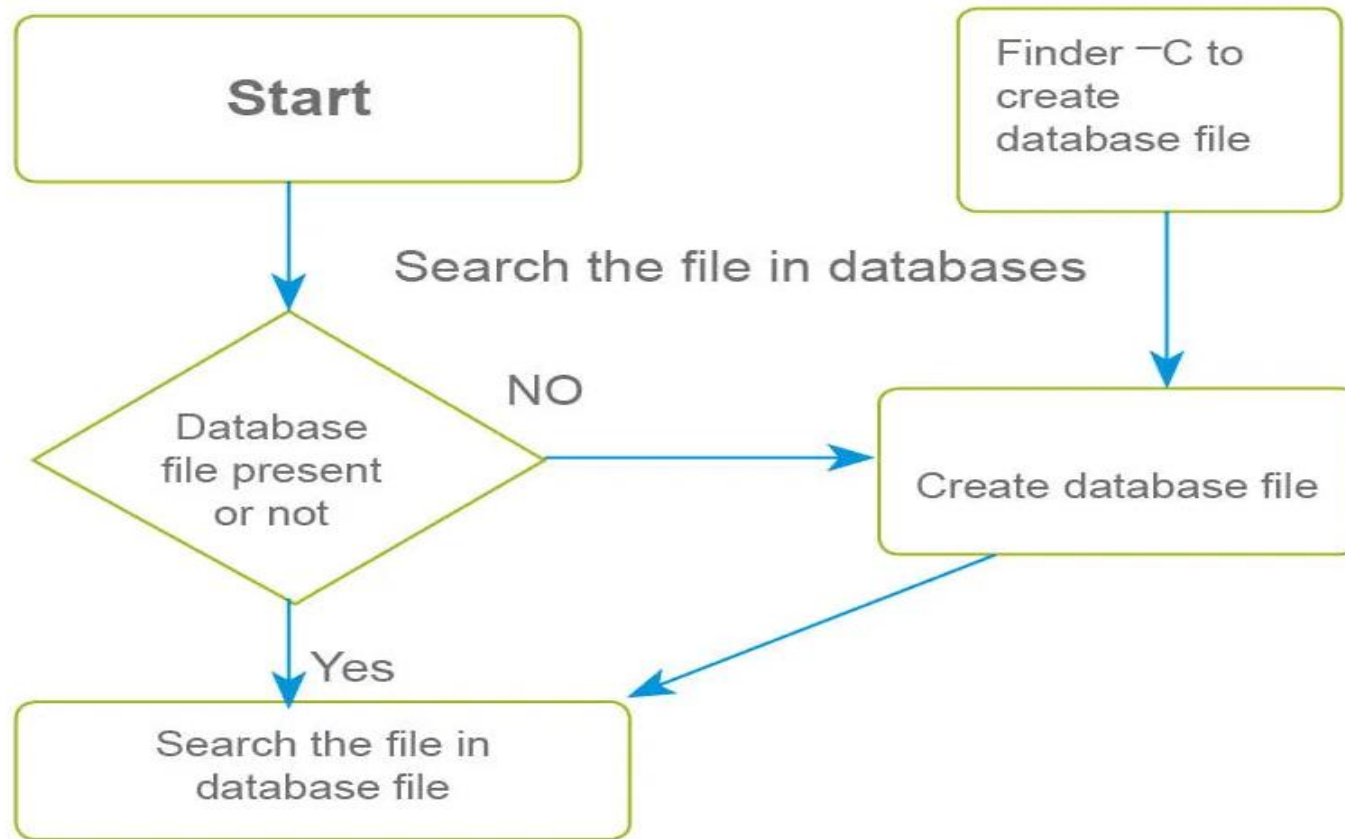 Start
Finder –C to
create
database file
Search the file in databases
NO
Database
file present
or not
Create database file
Yes
Search the file in
database file